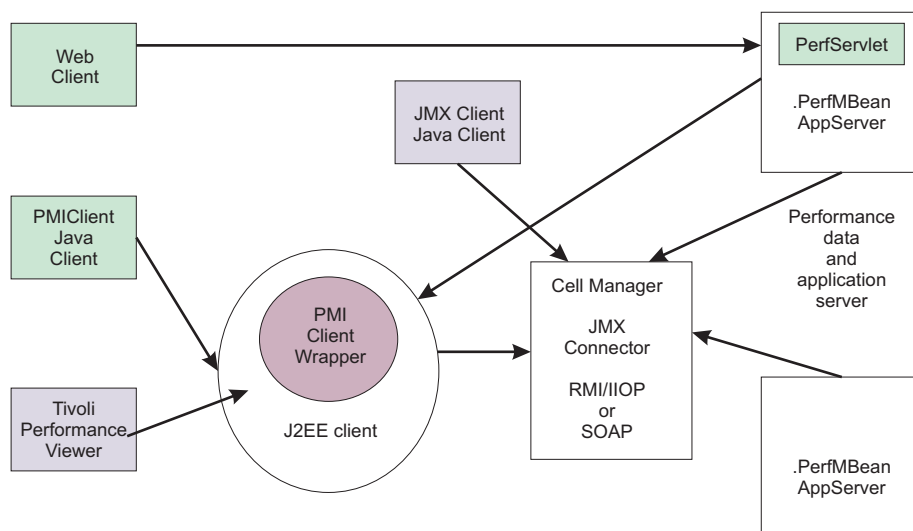 Web
Client
PerfServlet
.PerfMBean
AppServer
JMX Client
Java Client
PMIClient
Java
Client
Performance
data
and
application
server
Cell Manager
JMX
Connector
RMI/IIOP
or
SOAP
PMI
Client
Wrapper
J2EE client
Tivoli
Performance
Viewer
.PerfMBean
AppServer